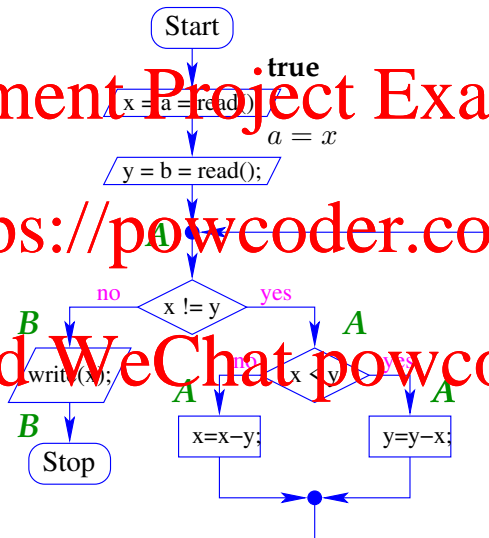 Start
true
ment Project Exa
x = a = read();
a = x
y = b = read();
ps://powcoder.co
A
no
x != y
yes
B
A
d WeChat powco
write(x);
no
x < y
yes
A
A
B
x=x−y;
y=y−x;
Stop